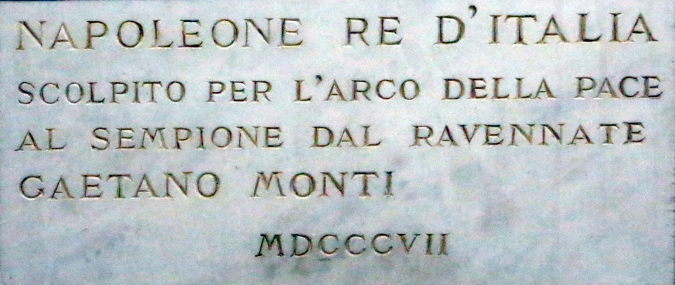 NAPOLEONE RE D'ITALIA
SCOLPITO PER L'ARCO DELLA PACE
AL SEMPIONE DAL RAVENNATE
GAETANO MONTI
MDCCCVII